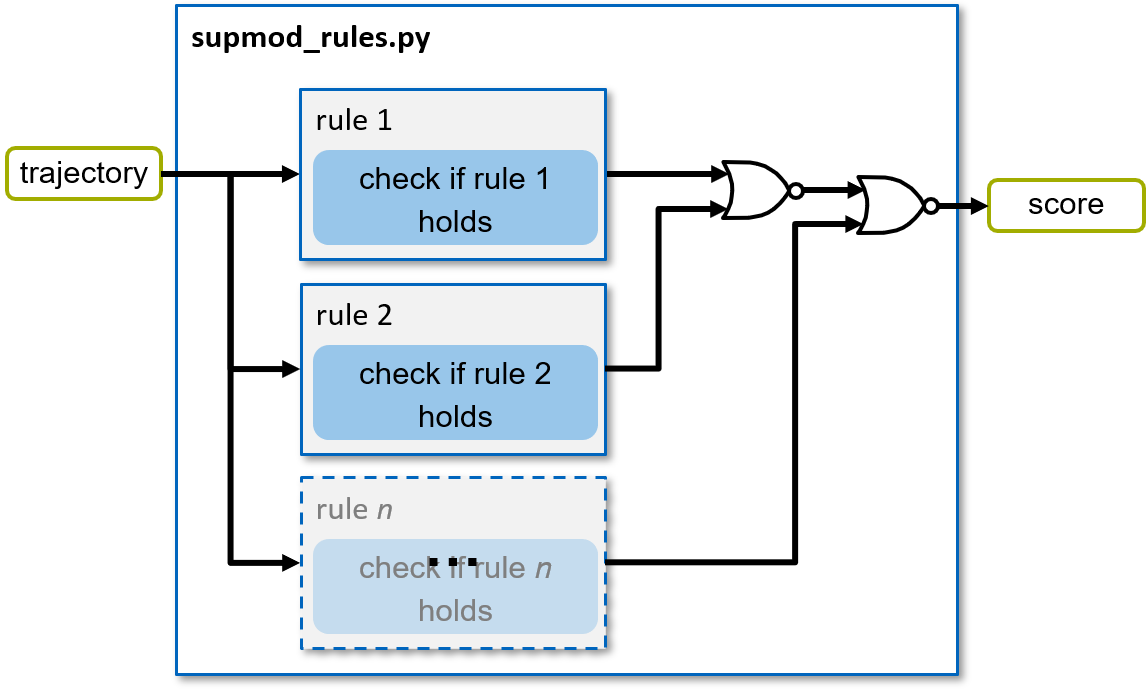 supmod_rules.py
trajectory
rule 1
check if rule 1
holds
rule 2
check if rule 2
holds
rule n
check if rule n
holds
...
score